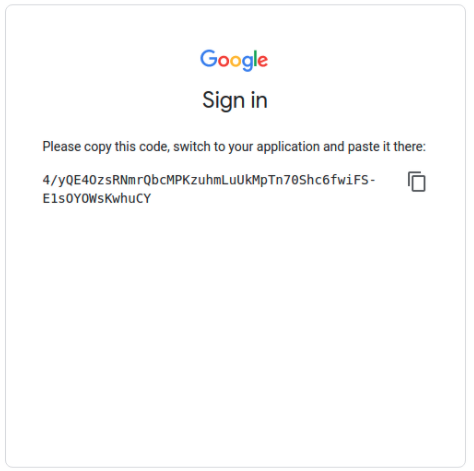 Google
Sign in
Please copy this code, switch to your application and paste it there:
4/yQE4OzsRNmrQbcMPKzuhmLuUkMpTn70Shc6fwiFS-
E1sOYOWsKwhuCY